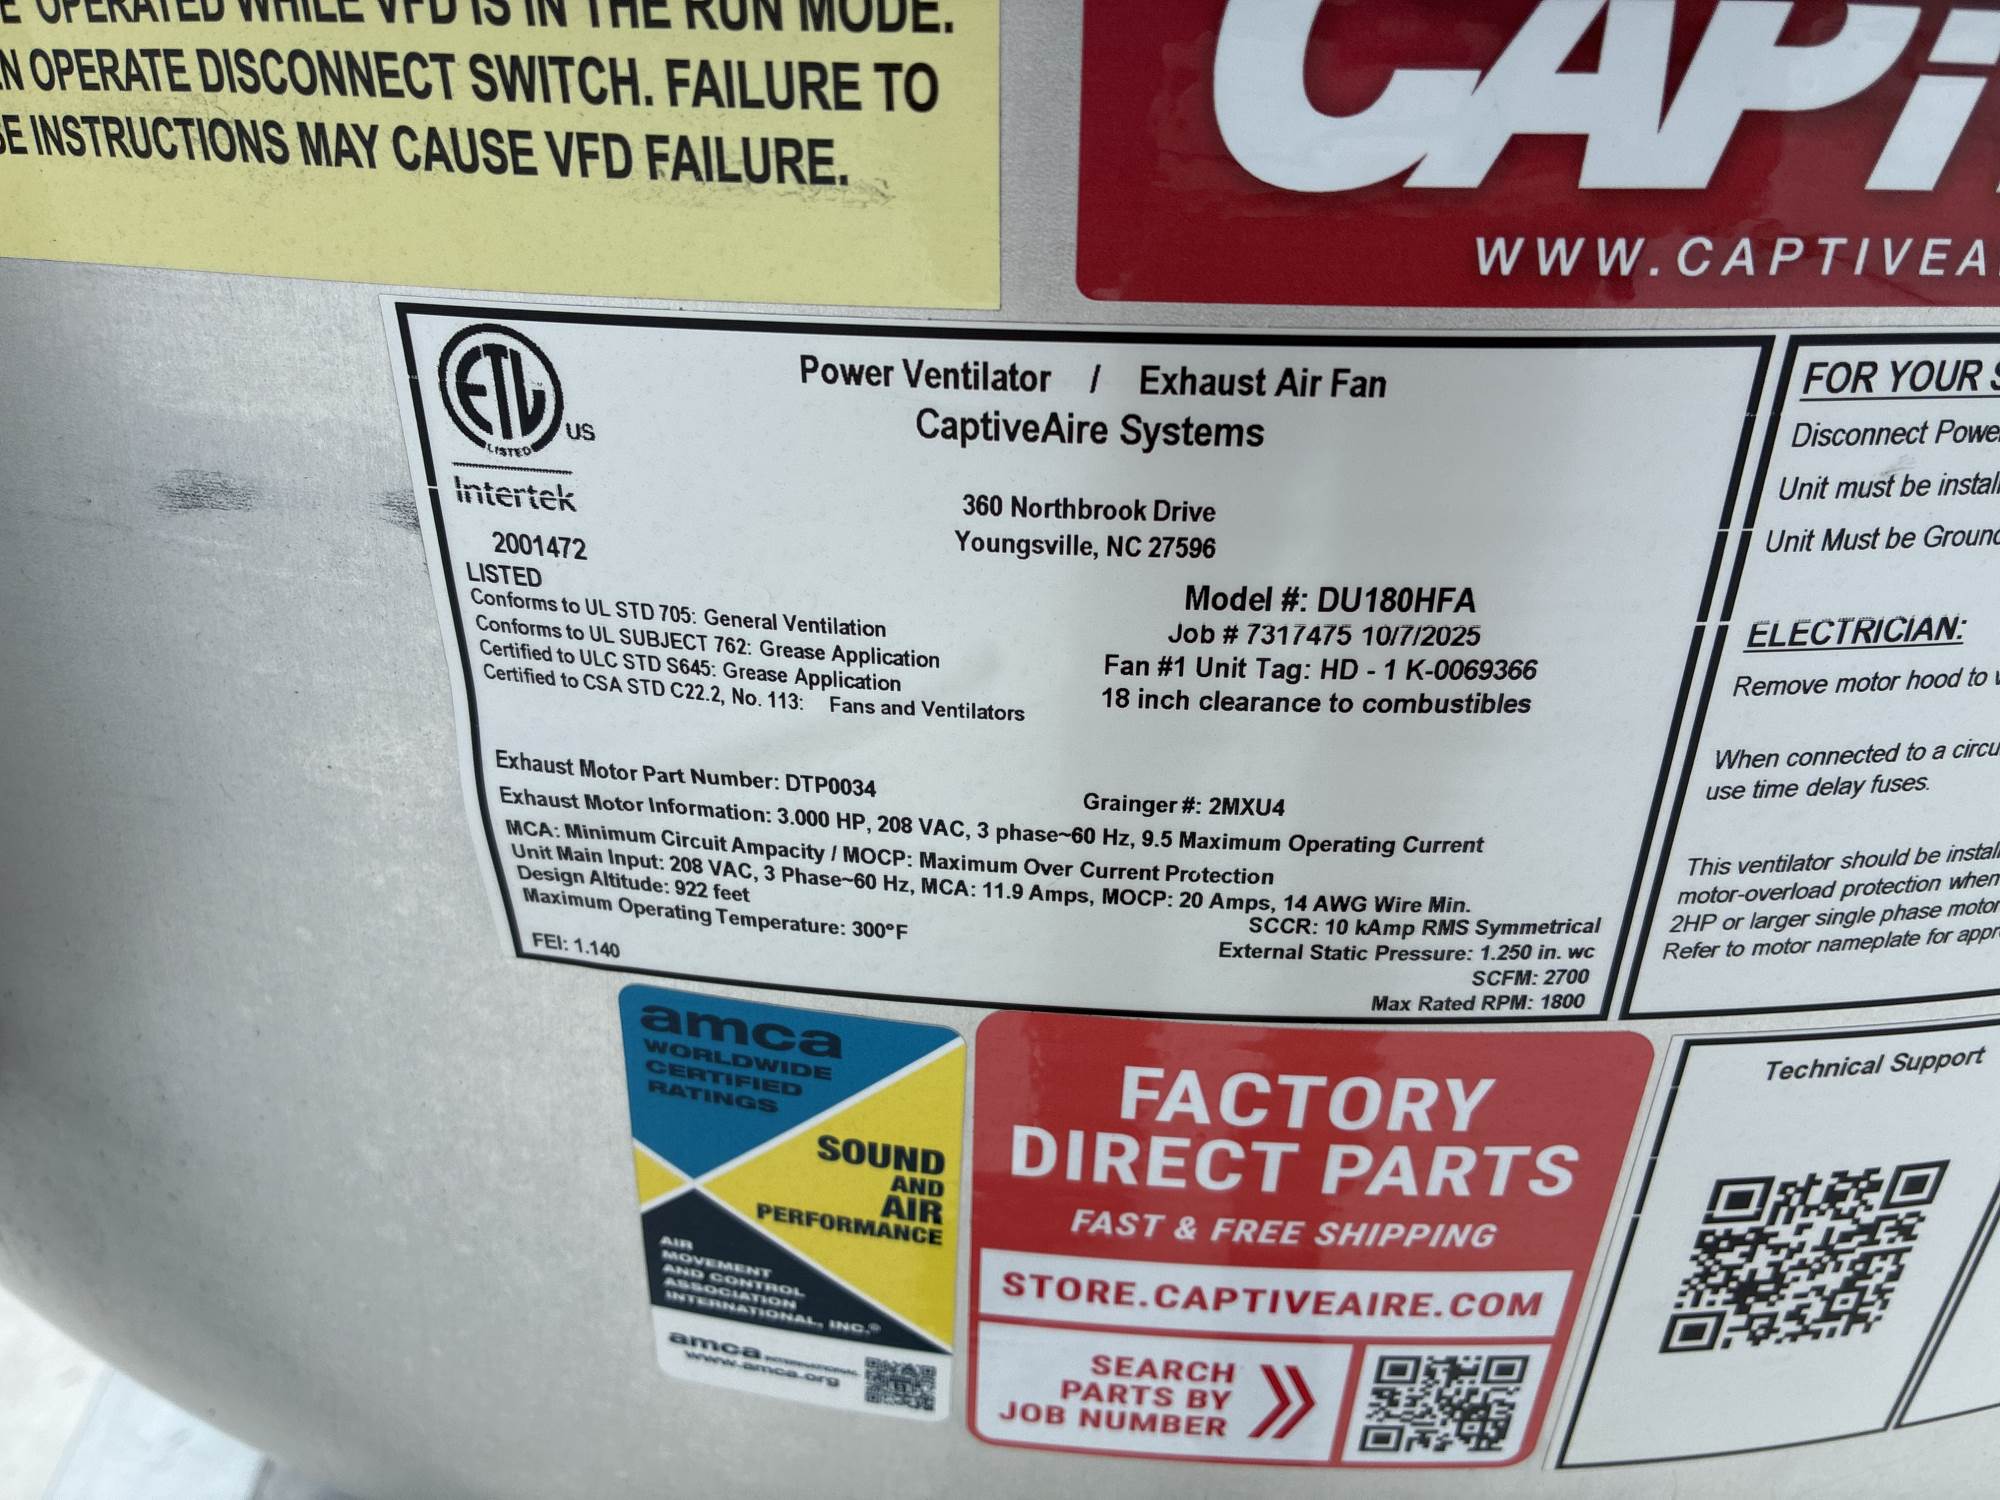 E OPERATED WHILE VFD IS IN THE RUN MODE.
N OPERATE DISCONNECT SWITCH. FAILURE TO
SE INSTRUCTIONS MAY CAUSE VFD FAILURE.
CAPTi
WWW.CAPTIVEA
ETL
LISTED
US
Intertek
2001472
LISTED
Conforms to UL STD 705: General Ventilation
Conforms to UL SUBJECT 762: Grease Application
Certified to ULC STD S645: Grease Application
Certified to CSA STD C22.2, No. 113: Fans and Ventilators
Power Ventilator / Exhaust Air Fan
CaptiveAire Systems
360 Northbrook Drive
Youngsville, NC 27596
Model #: DU180HFA
Job # 7317475 10/7/2025
Fan #1 Unit Tag: HD - 1 K-0069366
18 inch clearance to combustibles
Exhaust Motor Part Number: DTP0034 Grainger #: 2MXU4
Exhaust Motor Information: 3.000 HP, 208 VAC, 3 phase~60 Hz, 9.5 Maximum Operating Current
MCA: Minimum Circuit Ampacity / MOCP: Maximum Over Current Protection
Unit Main Input: 208 VAC, 3 Phase~60 Hz, MCA: 11.9 Amps, MOCP: 20 Amps, 14 AWG Wire Min.
Design Altitude: 922 feet
Maximum Operating Temperature: 300°F
FEI: 1.140
SCCR: 10 kAmp RMS Symmetrical
External Static Pressure: 1.250 in. wc
SCFM: 2700
Max Rated RPM: 1800
FOR YOUR S
Disconnect Powe
Unit must be install
Unit Must be Ground
ELECTRICIAN:
Remove motor hood to
When connected to a circu
use time delay fuses.
This ventilator should be install
motor-overload protection when
2HP or larger single phase motor
Refer to motor nameplate for appr
amca
WORLDWIDE
CERTIFIED
RATINGS
SOUND
AND
AIR
PERFORMANCE
AIR
MOVEMENT
AND CONTROL
ASSOCIATION
INTERNATIONAL, INC.®
amca INTERNATIONAL
www.amca.org
FACTORY
DIRECT PARTS
FAST & FREE SHIPPING
STORE.CAPTIVEAIRE.COM
SEARCH
PARTS BY
JOB NUMBER
Technical Support